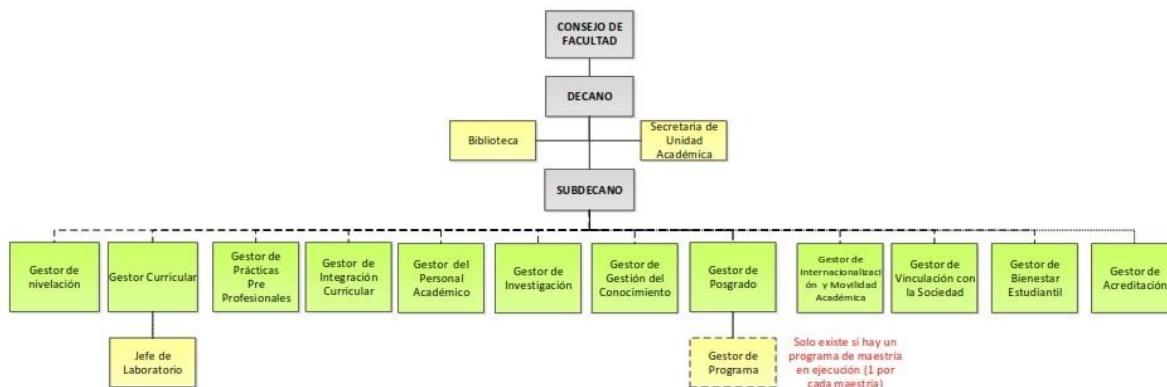 CONSEJO DE
FACULTAD
DECANO
Biblioteca
Secretaria de
Unidad
Académica
SUBDECANO
Gestor de
nivelación
Gestor Curricular
Gestor de
Prácticas
Pre
Profesionales
Gestor de
Integración
Curricular
Gestor del
Personal
Académico
Gestor de
Investigación
Gestor de
Gestión del
Conocimiento
Gestor de
Posgrado
Gestor de
Internacionalizaci
ón y Movilidad
Académica
Gestor de
Vinculación con
la Sociedad
Gestor de
Bienestar
Estudiantil
Gestor de
Acreditación
Jefe de
Laboratorio
Gestor de
Programa
Solo existe si hay un
programa de maestría
en ejecución (1 por
cada maestría)